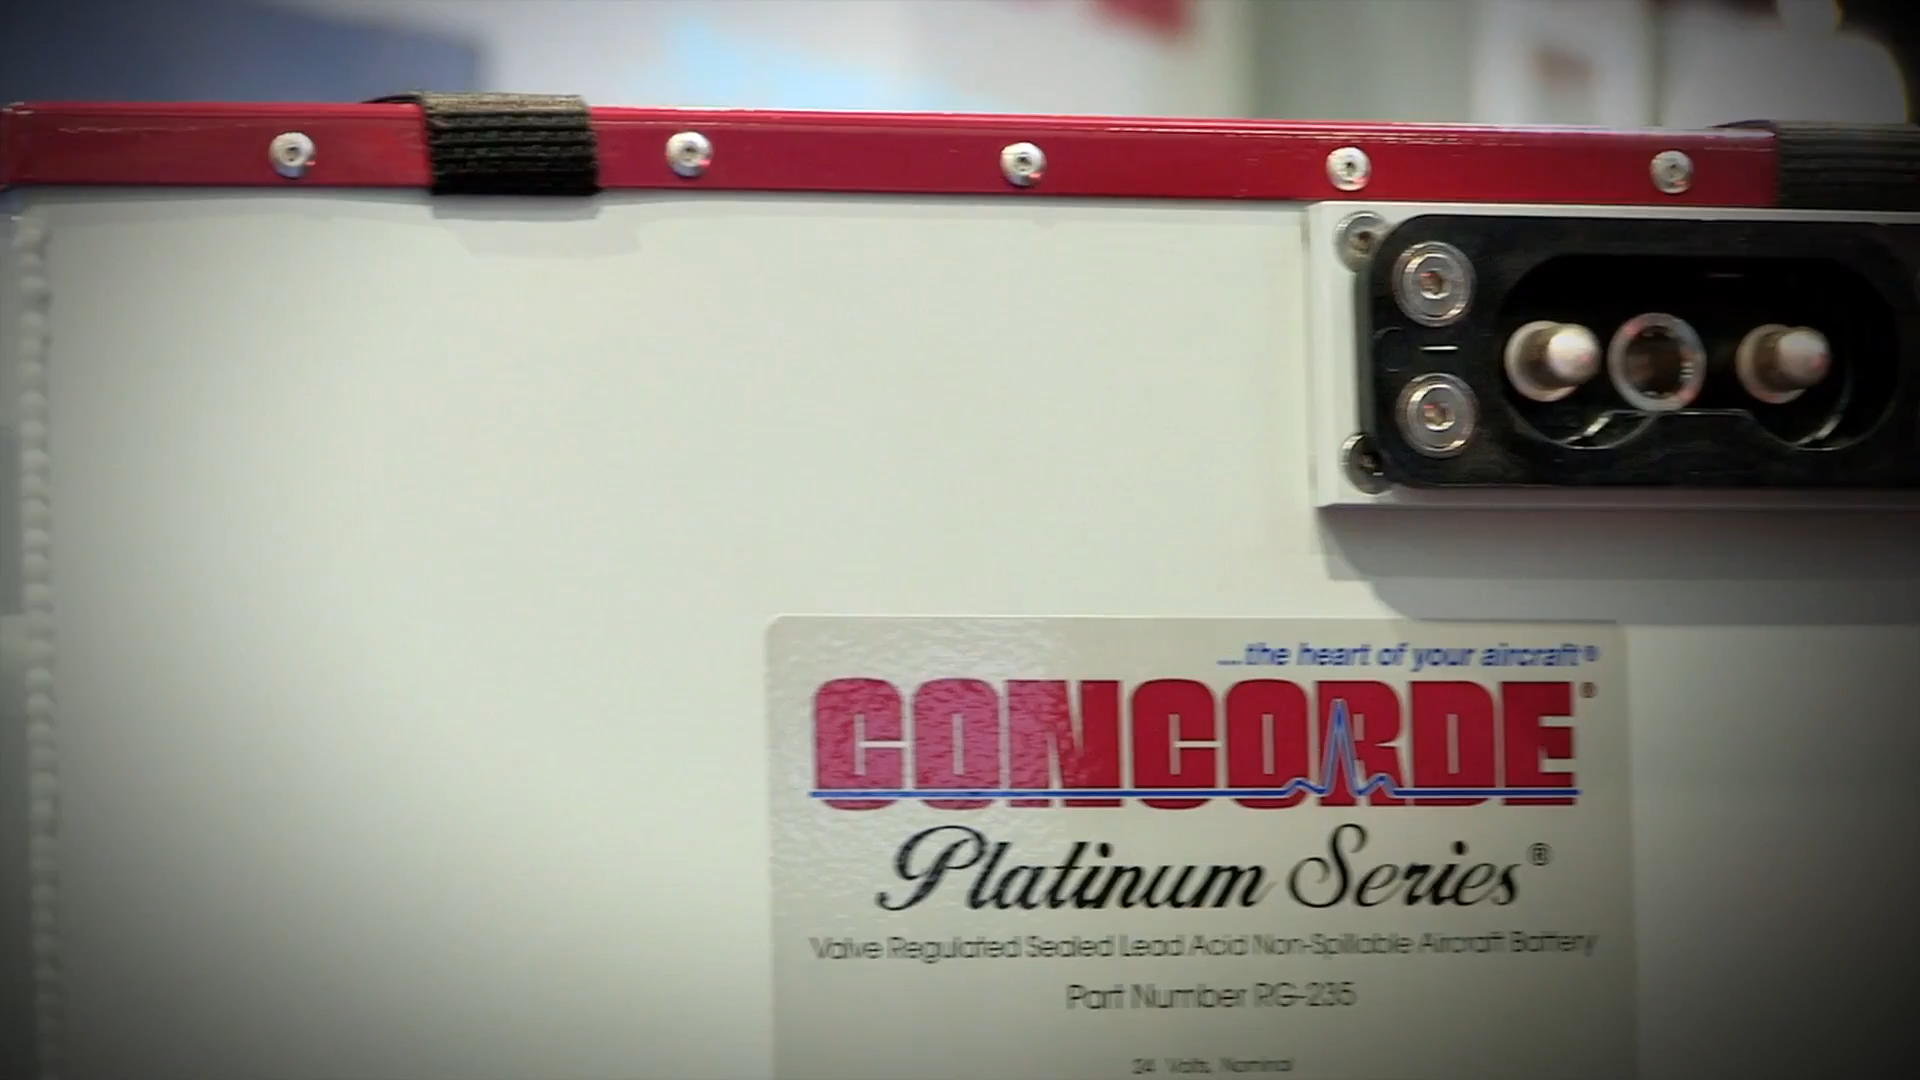 ...the heart of your aircraft®
CONCORDE®
Platinum Series®
Valve Regulated Sealed Lead Acid Non-Spillable Aircraft Battery
Part Number RG-235
24 Volts, Nominal